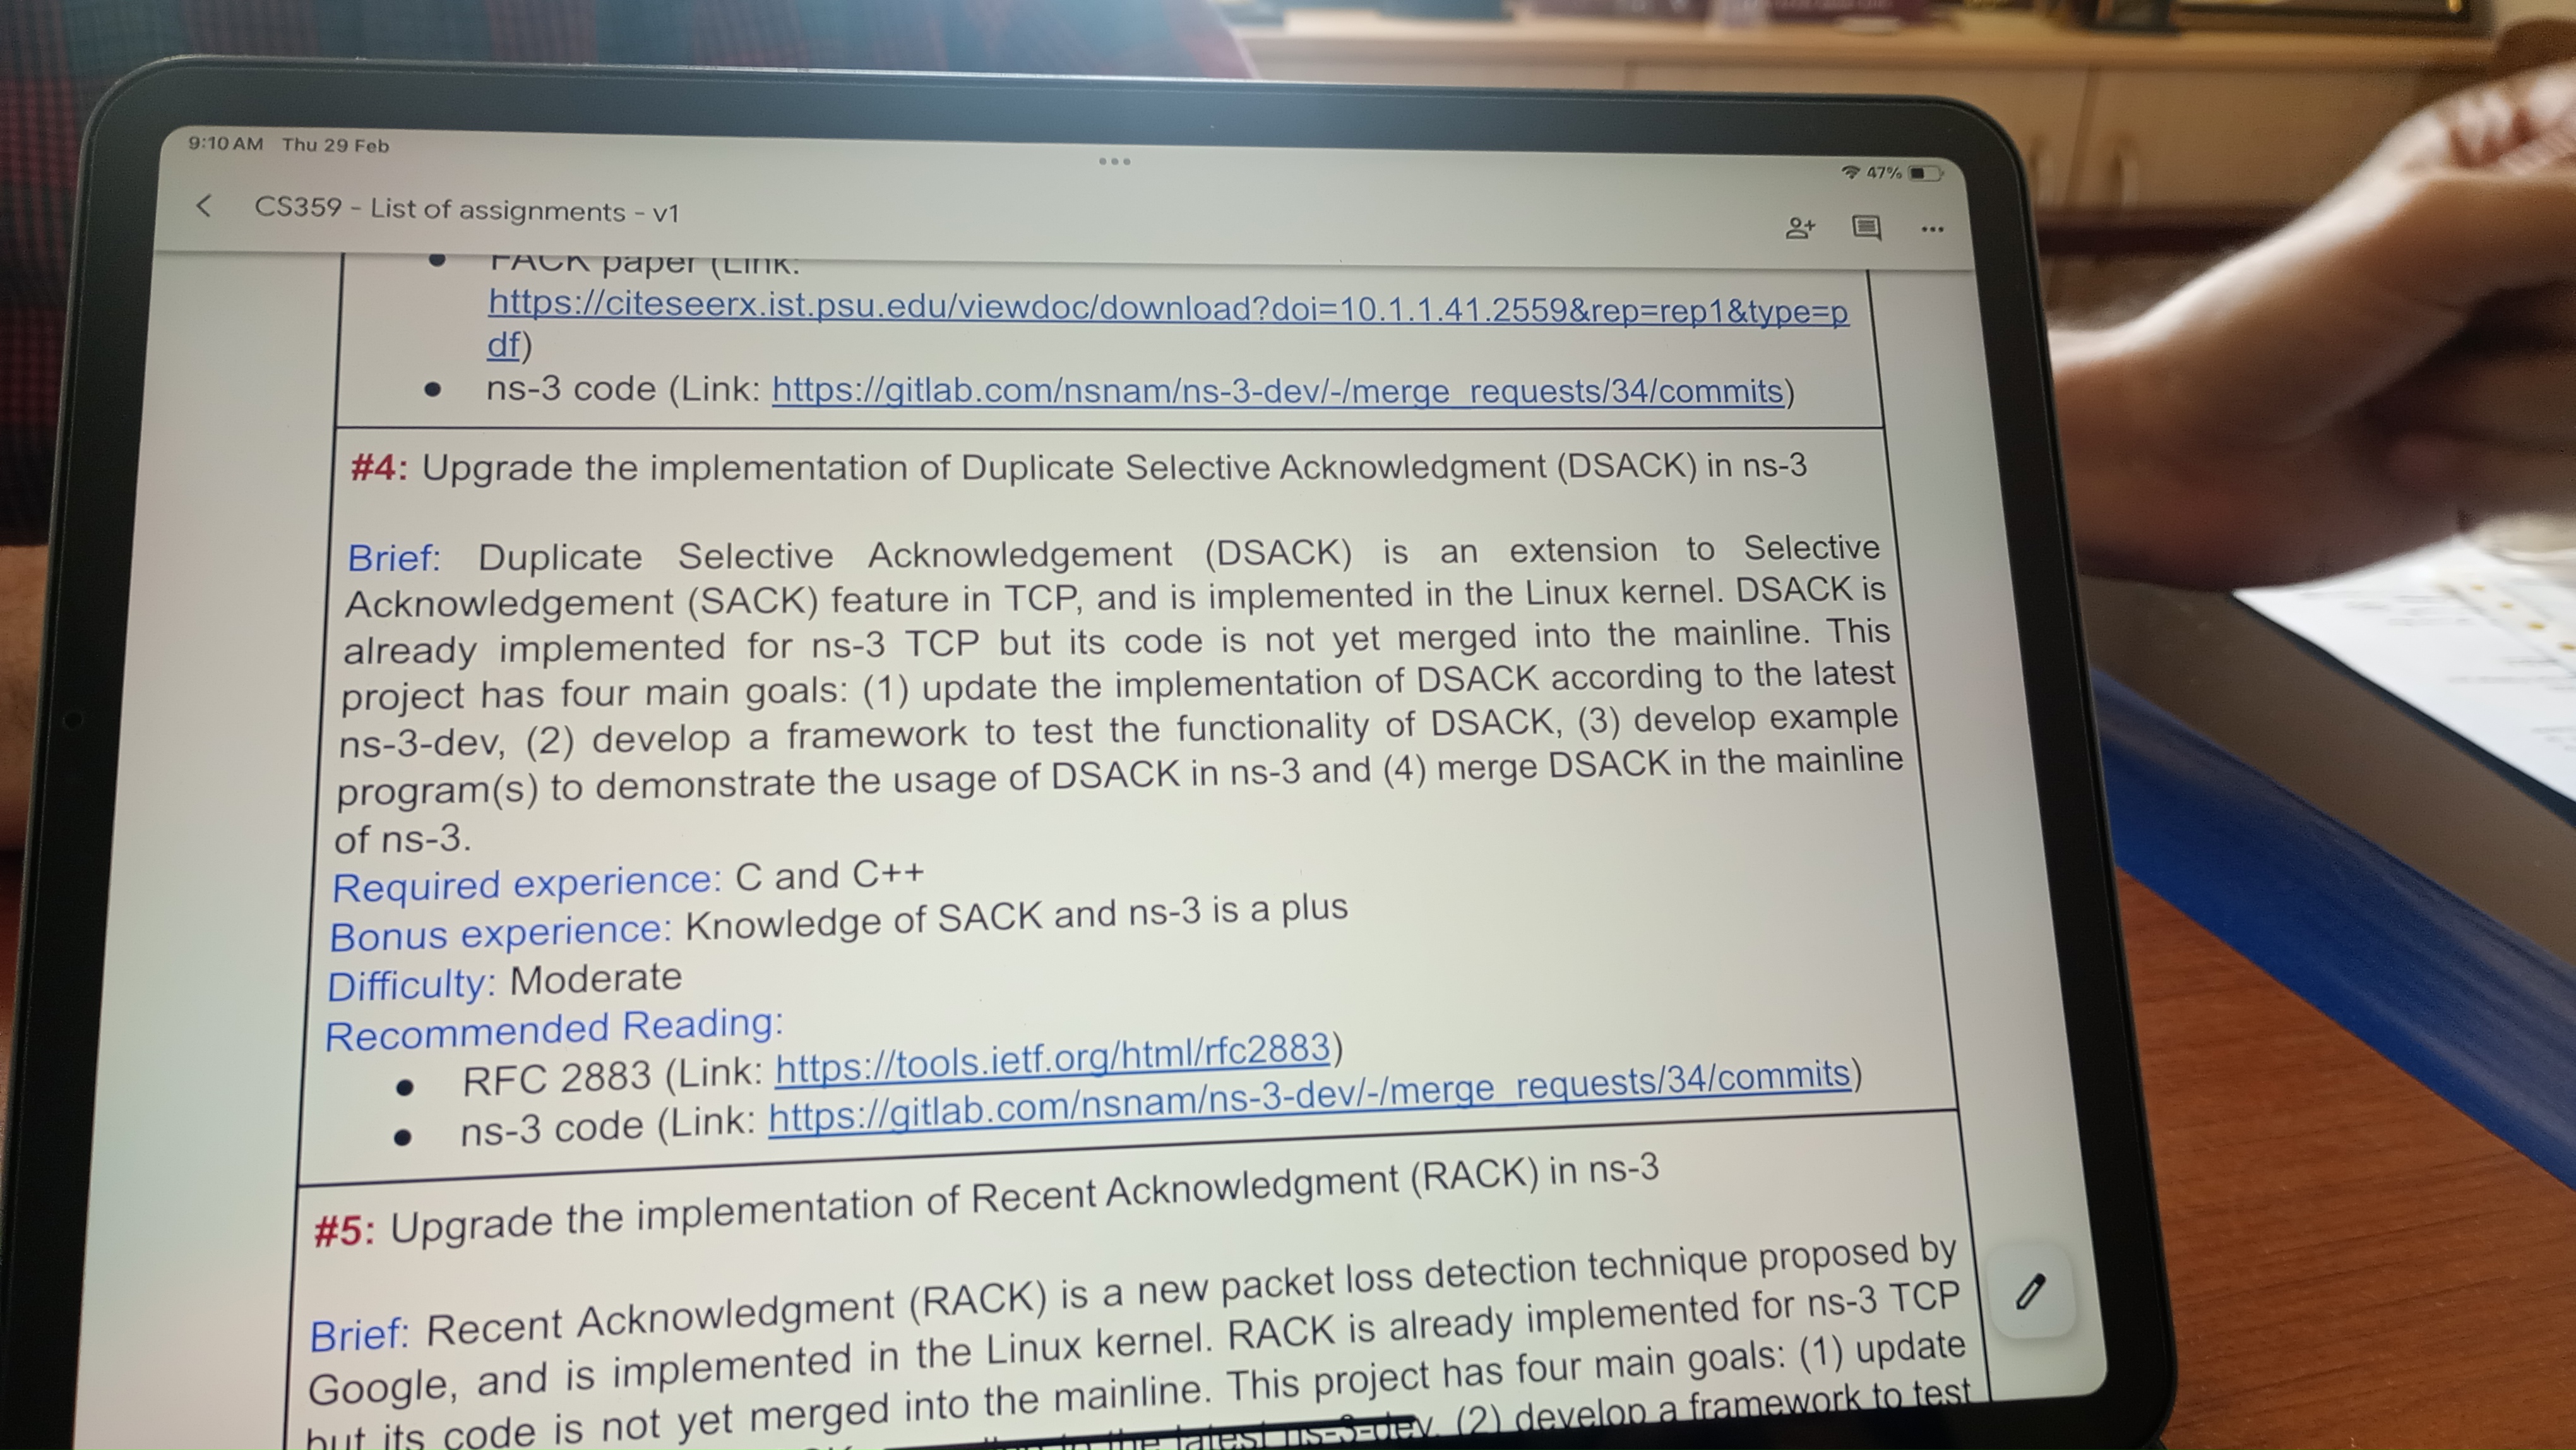 9:10 AM Thu 29 Feb
47%
CS359 - List of assignments - v1
FACK paper (Link:
https://citeseerx.ist.psu.edu/viewdoc/download?doi=10.1.1.41.2559&rep=rep1&type=p
df)
● ns-3 code (Link: https://gitlab.com/nsnam/ns-3-dev/-/merge_requests/34/commits)
#4: Upgrade the implementation of Duplicate Selective Acknowledgment (DSACK) in ns-3
Brief: Duplicate Selective Acknowledgement (DSACK) is an extension to Selective
Acknowledgement (SACK) feature in TCP, and is implemented in the Linux kernel. DSACK is
already implemented for ns-3 TCP but its code is not yet merged into the mainline. This
project has four main goals: (1) update the implementation of DSACK according to the latest
ns-3-dev, (2) develop a framework to test the functionality of DSACK, (3) develop example
program(s) to demonstrate the usage of DSACK in ns-3 and (4) merge DSACK in the mainline
of ns-3.
Required experience: C and C++
Bonus experience: Knowledge of SACK and ns-3 is a plus
Difficulty: Moderate
Recommended Reading:
● RFC 2883 (Link: https://tools.ietf.org/html/rfc2883)
● ns-3 code (Link: https://gitlab.com/nsnam/ns-3-dev/-/merge_requests/34/commits)
#5: Upgrade the implementation of Recent Acknowledgment (RACK) in ns-3
Brief: Recent Acknowledgment (RACK) is a new packet loss detection technique proposed by
Google, and is implemented in the Linux kernel. RACK is already implemented for ns-3 TCP
but its code is not yet merged into the mainline. This project has four main goals: (1) update
the latest ns-3-dev, (2) develop a framework to test